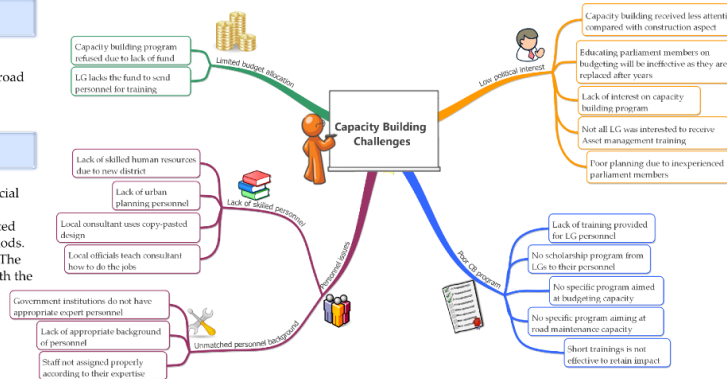 road
cial
ted
ods.
The
th the
Capacity Building
Challenges
Limited budget allocation
Capacity building program
refused due to lack of fund
LG lacks the fund to send
personnel for training
Low political interest
Capacity building received less attenti
compared with construction aspect
Educating parliament members on
budgeting will be ineffective as they are
replaced after years
Lack of interest on capacity
building program
Not all LG was interested to receive
Asset management training
Poor planning due to inexperienced
parliament members
Personnel issues
Lack of skilled personnel
Lack of skilled human resources
due to new district
Lack of urban
planning personnel
Local consultant uses copy-pasted
design
Local officials teach consultant
how to do the jobs
Unmatched personnel background
Government institutions do not have
appropriate expert personnel
Lack of appropriate background
of personnel
Staff not assigned properly
according to their expertise
Poor CB program
Lack of training provided
for LG personnel
No scholarship program from
LGs to their personnel
No specific program aimed
at budgeting capacity
No specific program aiming at
road maintenance capacity
Short trainings is not
effective to retain impact